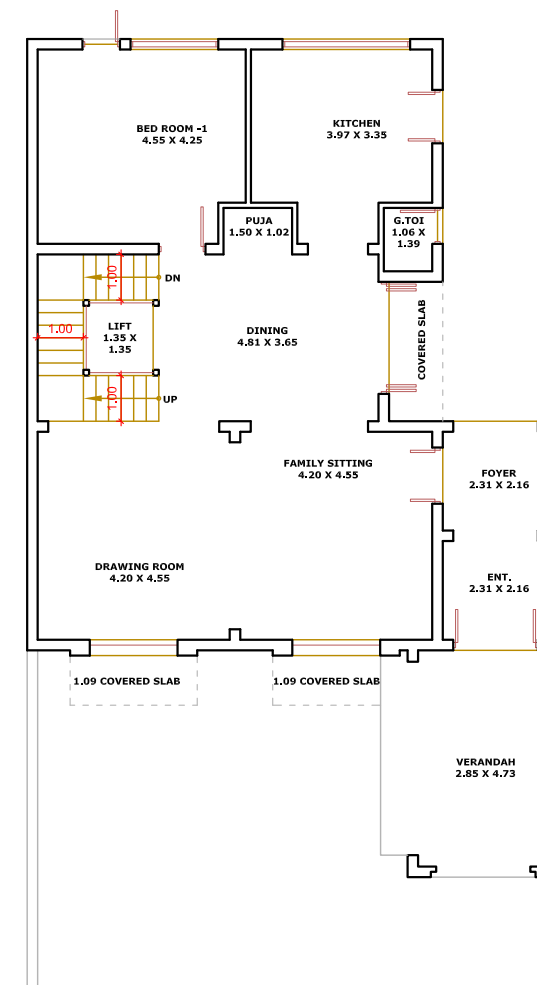 BED ROOM -1
4.55 X 4.25
KITCHEN
3.97 X 3.35
PUJA
1.50 X 1.02
G.TOI
1.06 X
1.39
1.00
DN
1.00
LIFT
1.35 X
1.35
DINING
4.81 X 3.65
COVERED SLAB
1.00
UP
FAMILY SITTING
4.20 X 4.55
FOYER
2.31 X 2.16
DRAWING ROOM
4.20 X 4.55
ENT.
2.31 X 2.16
1.09 COVERED SLAB
1.09 COVERED SLAB
VERANDAH
2.85 X 4.73